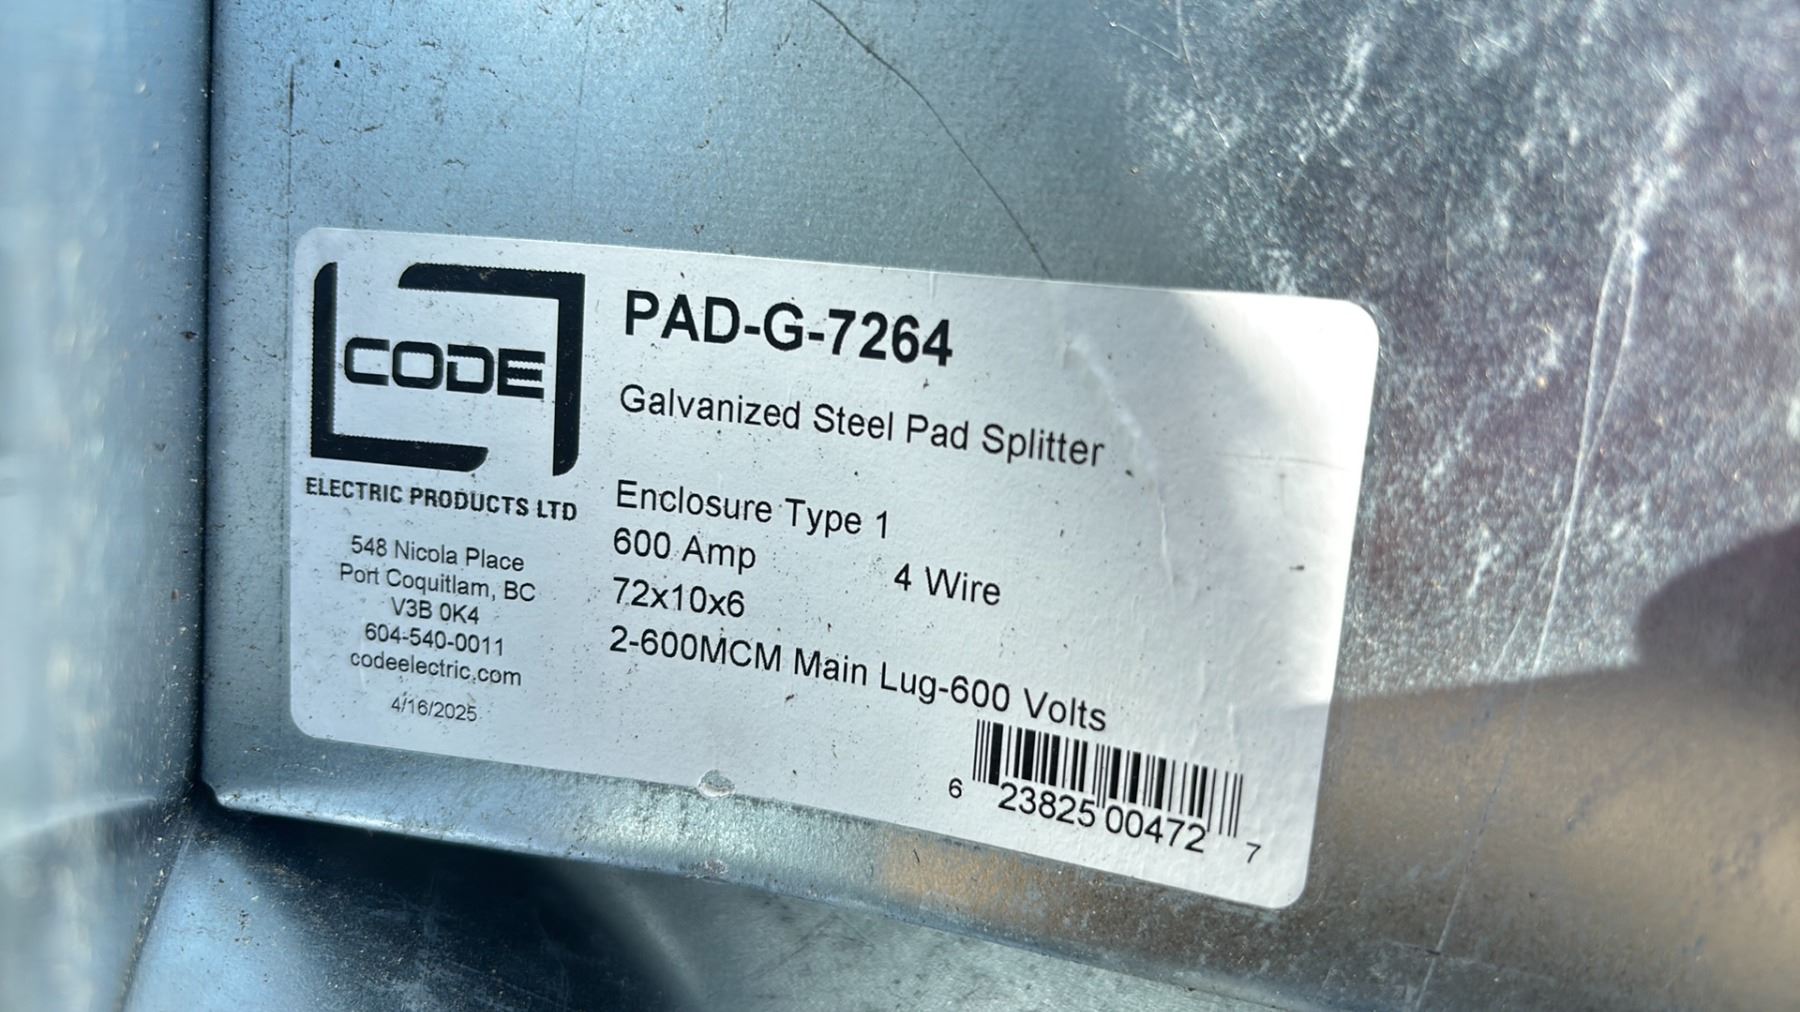 CODE
ELECTRIC PRODUCTS LTD
548 Nicola Place
Port Coquitlam, BC
V3B 0K4
604-540-0011
codeelectric.com
4/16/2025
PAD-G-7264
Galvanized Steel Pad Splitter
Enclosure Type 1
600 Amp 4 Wire
72x10x6
2-600MCM Main Lug-600 Volts
6 23825 00472 7